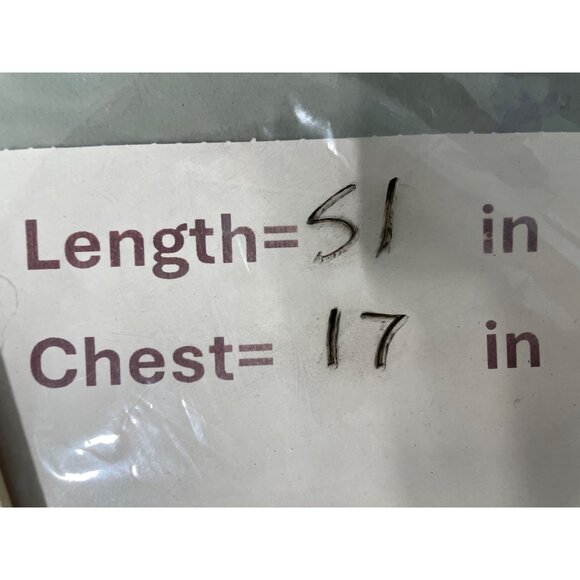 Length= 51 in
Chest= 17 in